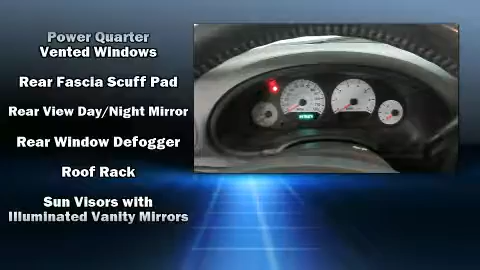 Power Quarter
Vented Windows
Rear Fascia Scuff Pad
Rear View Day/Night Mirror
Rear Window Defogger
Roof Rack
Sun Visors with
Illuminated Vanity Mirrors